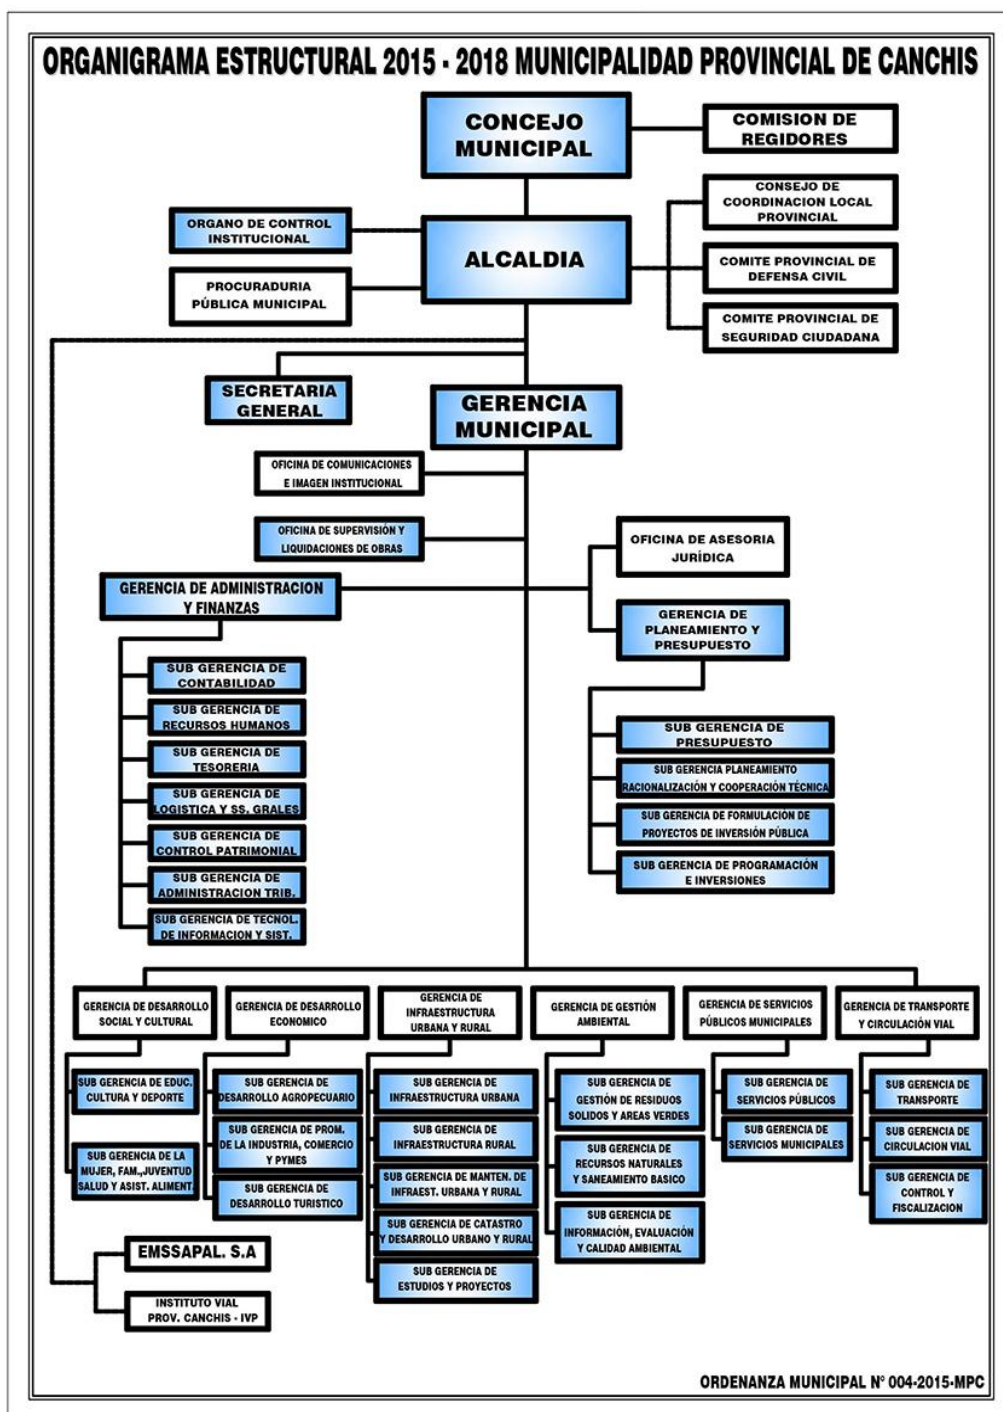 ORGANIGRAMA ESTRUCTURAL 2015 - 2018 MUNICIPALIDAD PROVINCIAL DE CANCHIS
CONCEJO
MUNICIPAL
COMISION DE
REGIDORES
CONSEJO DE
COORDINACION LOCAL
PROVINCIAL
ORGANO DE CONTROL
INSTITUCIONAL
ALCALDIA
COMITE PROVINCIAL DE
DEFENSA CIVIL
PROCURADURIA
PÚBLICA MUNICIPAL
COMITE PROVINCIAL DE
SEGURIDAD CIUDADANA
SECRETARIA
GENERAL
GERENCIA
MUNICIPAL
OFICINA DE COMUNICACIONES
E IMAGEN INSTITUCIONAL
OFICINA DE SUPERVISIÓN Y
LIQUIDACIONES DE OBRAS
OFICINA DE ASESORIA
JURÍDICA
GERENCIA DE ADMINISTRACION
Y FINANZAS
GERENCIA DE
PLANEAMIENTO Y
PRESUPUESTO
SUB GERENCIA DE
CONTABILIDAD
SUB GERENCIA DE
RECURSOS HUMANOS
SUB GERENCIA DE
TESORERIA
SUB GERENCIA DE
LOGISTICA Y SS. GRALES
SUB GERENCIA DE
CONTROL PATRIMONIAL
SUB GERENCIA DE
ADMINISTRACION TRIB.
SUB GERENCIA DE TECNOL.
DE INFORMACION Y SIST.
SUB GERENCIA DE
PRESUPUESTO
SUB GERENCIA PLANEAMIENTO
RACIONALIZACIÓN Y COOPERACIÓN TÉCNICA
SUB GERENCIA DE FORMULACIÓN DE
PROYECTOS DE INVERSIÓN PÚBLICA
SUB GERENCIA DE PROGRAMACIÓN
E INVERSIONES
GERENCIA DE DESARROLLO
SOCIAL Y CULTURAL
SUB GERENCIA DE EDUC.
CULTURA Y DEPORTE
SUB GERENCIA DE LA
MUJER, FAM.,JUVENTUD
SALUD Y ASIST. ALIMENT.
GERENCIA DE DESARROLLO
ECONOMICO
SUB GERENCIA DE
DESARROLLO AGROPECUARIO
SUB GERENCIA DE PROM.
DE LA INDUSTRIA, COMERCIO
Y PYMES
SUB GERENCIA DE
DESARROLLO TURISTICO
GERENCIA DE
INFRAESTRUCTURA
URBANA Y RURAL
SUB GERENCIA DE
INFRAESTRUCTURA URBANA
SUB GERENCIA DE
INFRAESTRUCTURA RURAL
SUB GERENCIA DE MANTEN. DE
INFRAEST. URBANA Y RURAL
SUB GERENCIA DE CATASTRO
Y DESARROLLO URBANO Y RURAL
SUB GERENCIA DE
ESTUDIOS Y PROYECTOS
GERENCIA DE GESTIÓN
AMBIENTAL
SUB GERENCIA DE
GESTIÓN DE RESIDUOS
SOLIDOS Y AREAS VERDES
SUB GERENCIA DE
RECURSOS NATURALES
Y SANEAMIENTO BASICO
SUB GERENCIA DE
INFORMACIÓN, EVALUACIÓN
Y CALIDAD AMBIENTAL
GERENCIA DE SERVICIOS
PÚBLICOS MUNICIPALES
SUB GERENCIA DE
SERVICIOS PÚBLICOS
SUB GERENCIA DE
SERVICIOS MUNICIPALES
GERENCIA DE TRANSPORTE
Y CIRCULACIÓN VIAL
SUB GERENCIA DE
TRANSPORTE
SUB GERENCIA DE
CIRCULACION VIAL
SUB GERENCIA DE
CONTROL Y
FISCALIZACION
EMSSAPAL. S.A
INSTITUTO VIAL
PROV. CANCHIS - IVP
ORDENANZA MUNICIPAL N° 004-2015-MPC